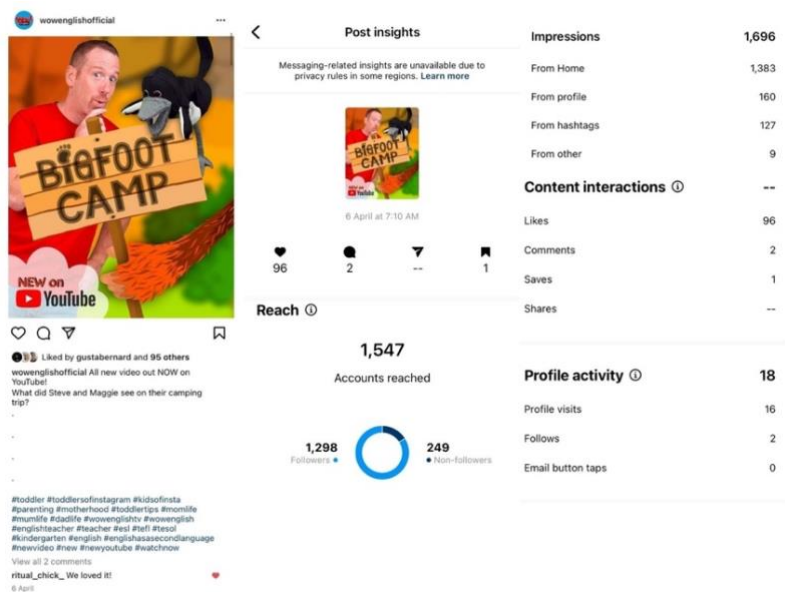 wowenglishofficial
...
BIGFOOT
CAMP
NEW on
YouTube
Liked by gustabernard and 95 others
wowenglishofficial All new video out NOW on
YouTube!
What did Steve and Maggie see on their camping
trip?
.
.
.
.
#toddler #toddlersofinstagram #kidsofinsta
#parenting #motherhood #toddlertips #momlife
#mumlife #dadlife #wowenglishtv #wowenglish
#englishteacher #teacher #esl #tefl #tesol
#kindergarten #english #englishasasecondlanguage
#newvideo #new #newyoutube #watchnow
View all 2 comments
ritual_chick_ We loved it!
6 April
Post insights
Messaging-related insights are unavailable due to
privacy rules in some regions. Learn more
BIGFOOT
CAMP
NEW on
YouTube
6 April at 7:10 AM
96 2 -- 1
Reach
1,547
Accounts reached
1,298 249
Followers Non-followers
Impressions 1,696
From Home 1,383
From profile 160
From hashtags 127
From other 9
Content interactions --
Likes 96
Comments 2
Saves 1
Shares --
Profile activity 18
Profile visits 16
Follows 2
Email button taps 0